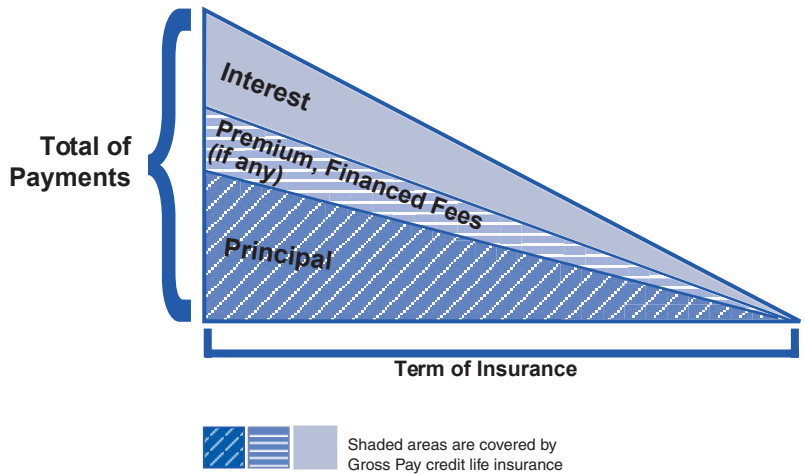 Interest
Total of
Payments
Premium, Financed Fees
(if any)
Principal
Term of Insurance
Shaded areas are covered by
Gross Pay credit life insurance